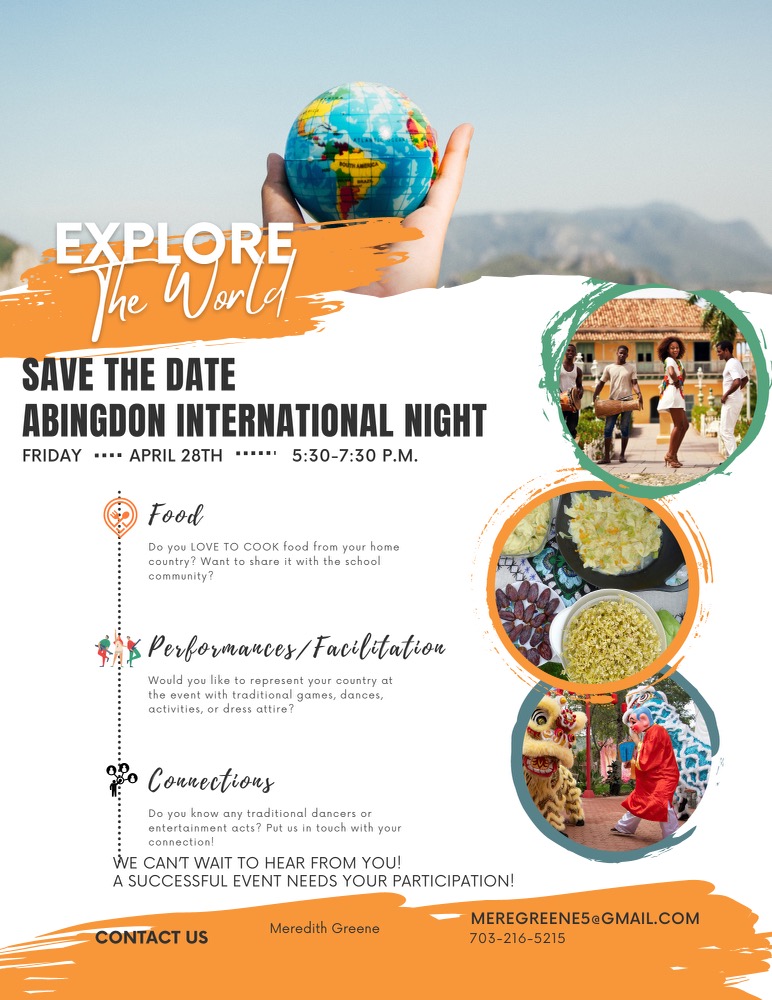 EXPLORE
The World
SAVE THE DATE
ABINGDON INTERNATIONAL NIGHT
FRIDAY •••• APRIL 28TH •••••• 5:30-7:30 P.M.
Food
Do you LOVE TO COOK food from your home
country? Want to share it with the school
community?
Performances/Facilitation
Would you like to represent your country at
the event with traditional games, dances,
activities, or dress attire?
Connections
Do you know any traditional dancers or
entertainment acts? Put us in touch with your
connection!
WE CAN'T WAIT TO HEAR FROM YOU!
A SUCCESSFUL EVENT NEEDS YOUR PARTICIPATION!
CONTACT US
Meredith Greene
MEREGREENE5@GMAIL.COM
703-216-5215
SOUTH AMERICA
BRAZIL